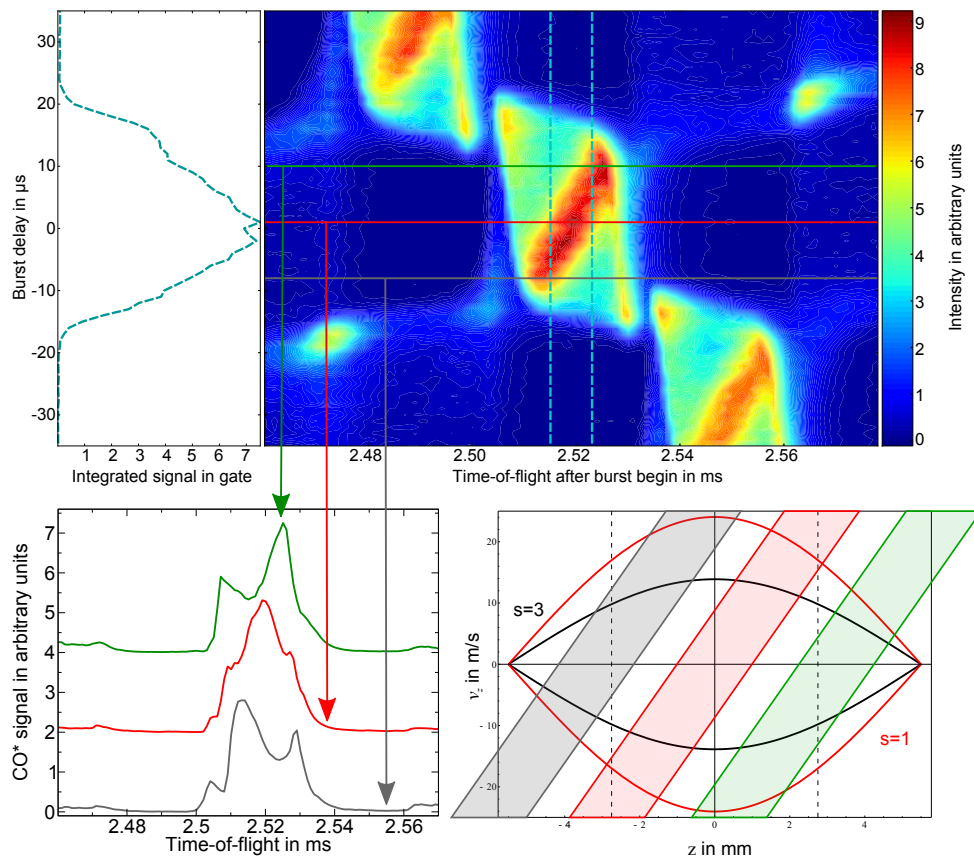 Burst delay in µs
30
20
10
0
-10
-20
-30
1 2 3 4 5 6 7
Integrated signal in gate
2.48 2.50 2.52 2.54 2.56
Time-of-flight after burst begin in ms
9
8
7
6
5
4
3
2
1
0
Intensity in arbitrary units
CO* signal in arbitrary units
7
6
5
4
3
2
1
0
2.48 2.5 2.52 2.54 2.56
Time-of-flight in ms
v_z in m/s
20
10
0
- 10
- 20
s=3
s=1
- 4 - 2 0 2 4
z in mm